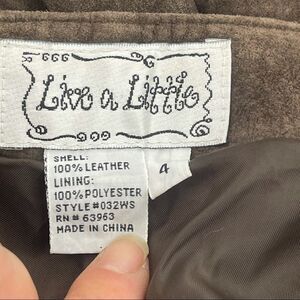 Live a Little
SHELL:
100% LEATHER
LINING:
100% POLYESTER
STYLE#032WS
RN# 63963
MADE IN CHINA
4